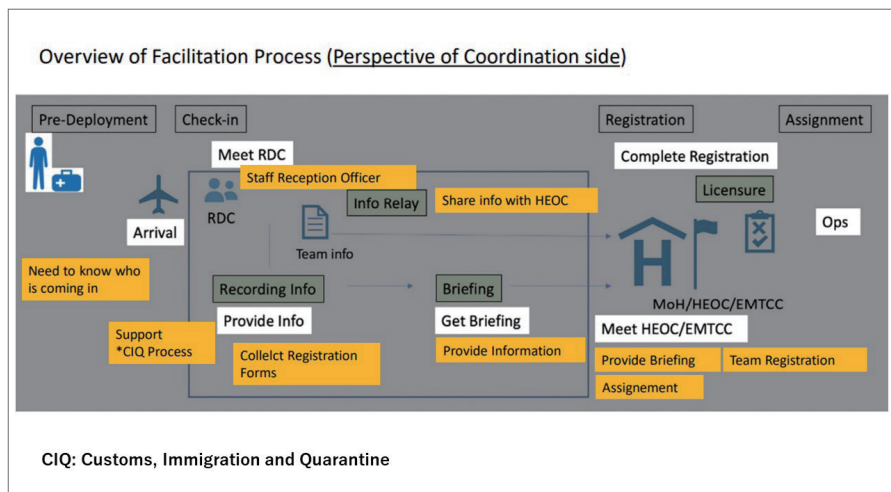 Overview of Facilitation Process (Perspective of Coordination side)
Pre-Deployment
Check-in
Registration
Assignment
Meet RDC
Staff Reception Officer
Complete Registration
RDC
Info Relay
Share info with HEOC
Licensure
Arrival
Team info
Ops
Need to know who
is coming in
Recording Info
Briefing
H
MoH/HEOC/EMTCC
Provide Info
Get Briefing
Meet HEOC/EMTCC
Support
*CIQ Process
Collelct Registration
Forms
Provide Information
Provide Briefing
Team Registration
Assignement
CIQ: Customs, Immigration and Quarantine